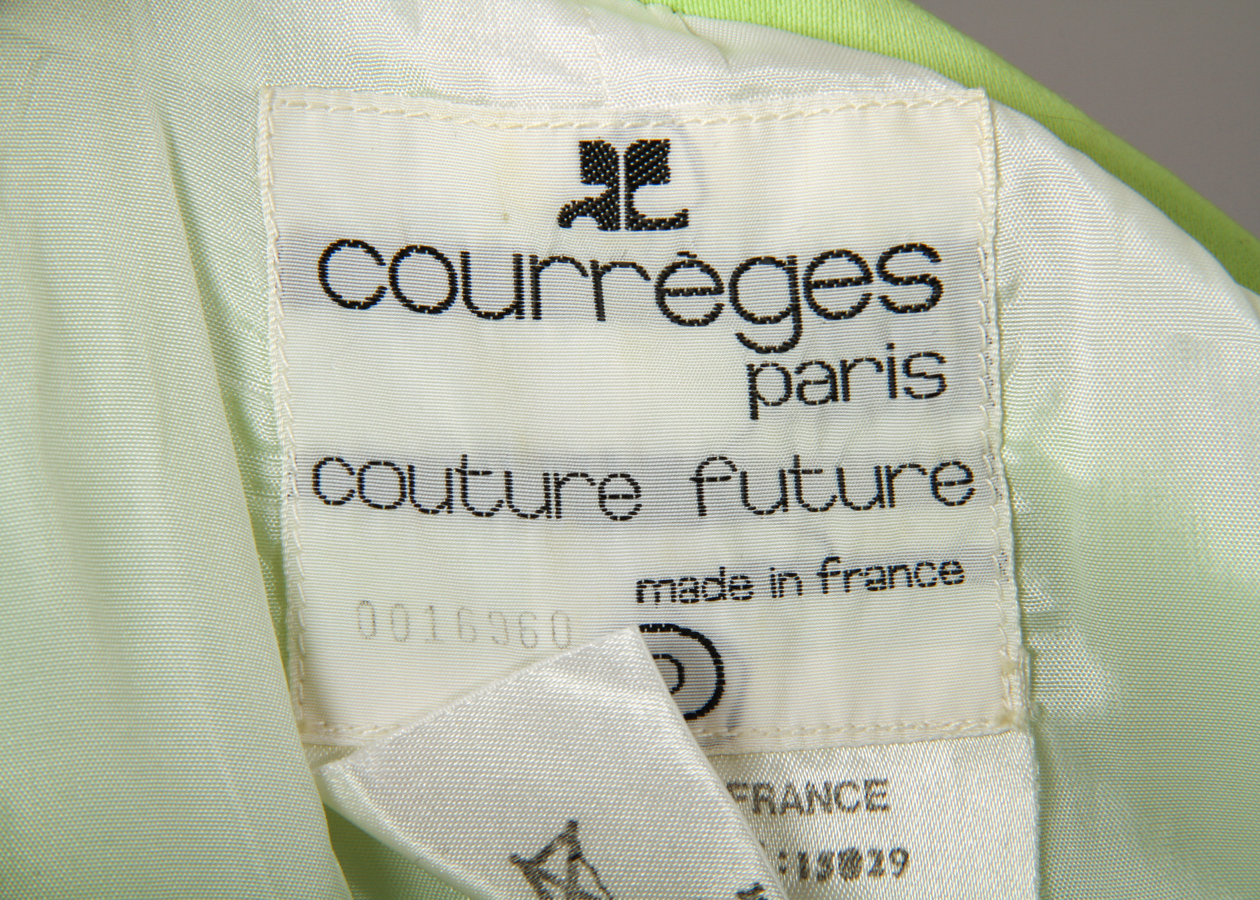 courrèges
paris
couture future
made in france
0016960
FRANCE